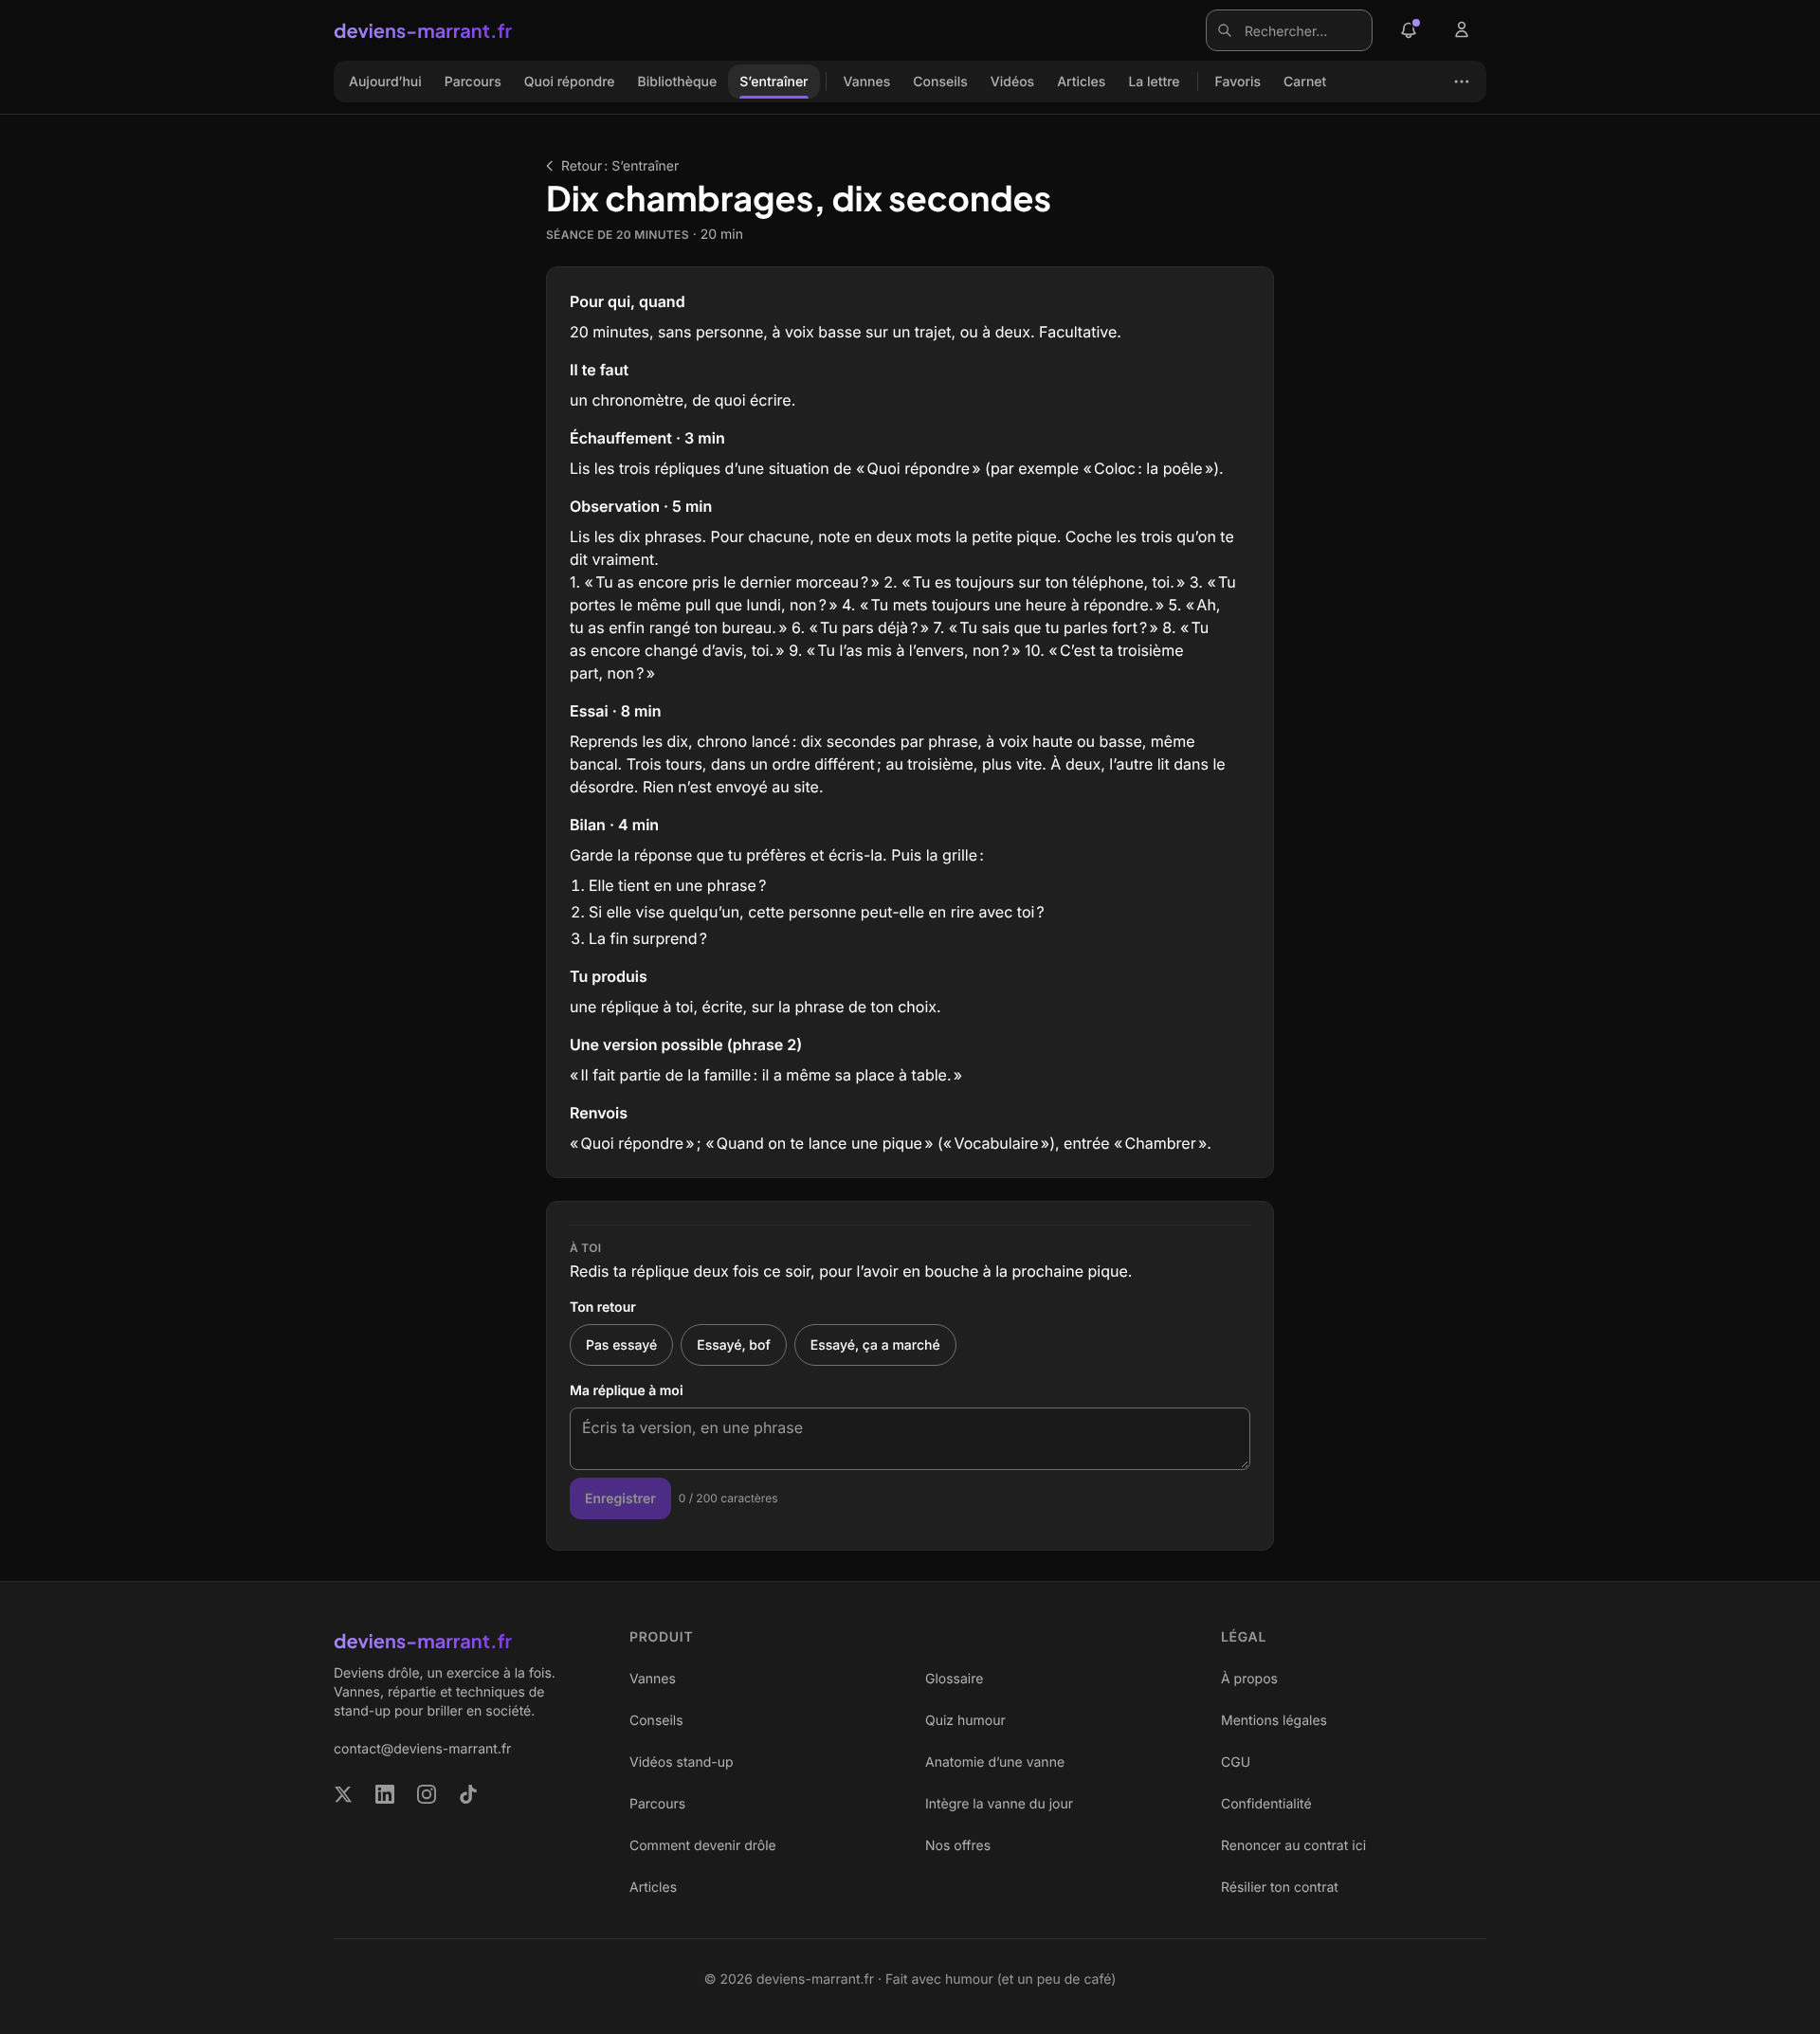 deviens-marrant.fr
Rechercher...
Aujourd’hui Parcours Quoi répondre Bibliothèque S’entraîner Vannes Conseils Vidéos Articles La lettre Favoris Carnet
Retour : S’entraîner
Dix chambrages, dix secondes
SÉANCE DE 20 MINUTES · 20 min
Pour qui, quand
20 minutes, sans personne, à voix basse sur un trajet, ou à deux. Facultative.
Il te faut
un chronomètre, de quoi écrire.
Échauffement · 3 min
Lis les trois répliques d’une situation de « Quoi répondre » (par exemple « Coloc : la poêle »).
Observation · 5 min
Lis les dix phrases. Pour chacune, note en deux mots la petite pique. Coche les trois qu’on te
dit vraiment.
1. « Tu as encore pris le dernier morceau ? » 2. « Tu es toujours sur ton téléphone, toi. » 3. « Tu
portes le même pull que lundi, non ? » 4. « Tu mets toujours une heure à répondre. » 5. « Ah,
tu as enfin rangé ton bureau. » 6. « Tu pars déjà ? » 7. « Tu sais que tu parles fort ? » 8. « Tu
as encore changé d’avis, toi. » 9. « Tu l’as mis à l’envers, non ? » 10. « C’est ta troisième
part, non ? »
Essai · 8 min
Reprends les dix, chrono lancé : dix secondes par phrase, à voix haute ou basse, même
bancal. Trois tours, dans un ordre différent ; au troisième, plus vite. À deux, l’autre lit dans le
désordre. Rien n’est envoyé au site.
Bilan · 4 min
Garde la réponse que tu préfères et écris-la. Puis la grille :
1. Elle tient en une phrase ?
2. Si elle vise quelqu’un, cette personne peut-elle en rire avec toi ?
3. La fin surprend ?
Tu produis
une réplique à toi, écrite, sur la phrase de ton choix.
Une version possible (phrase 2)
« Il fait partie de la famille : il a même sa place à table. »
Renvois
« Quoi répondre » ; « Quand on te lance une pique » (« Vocabulaire »), entrée « Chambrer ».
À TOI
Redis ta réplique deux fois ce soir, pour l’avoir en bouche à la prochaine pique.
Ton retour
Pas essayé Essayé, bof Essayé, ça a marché
Ma réplique à moi
Écris ta version, en une phrase
Enregistrer 0 / 200 caractères
deviens-marrant.fr
Deviens drôle, un exercice à la fois.
Vannes, répartie et techniques de
stand-up pour briller en société.
contact@deviens-marrant.fr
PRODUIT
Vannes
Conseils
Vidéos stand-up
Parcours
Comment devenir drôle
Articles
Glossaire
Quiz humour
Anatomie d’une vanne
Intègre la vanne du jour
Nos offres
LÉGAL
À propos
Mentions légales
CGU
Confidentialité
Renoncer au contrat ici
Résilier ton contrat
© 2026 deviens-marrant.fr · Fait avec humour (et un peu de café)